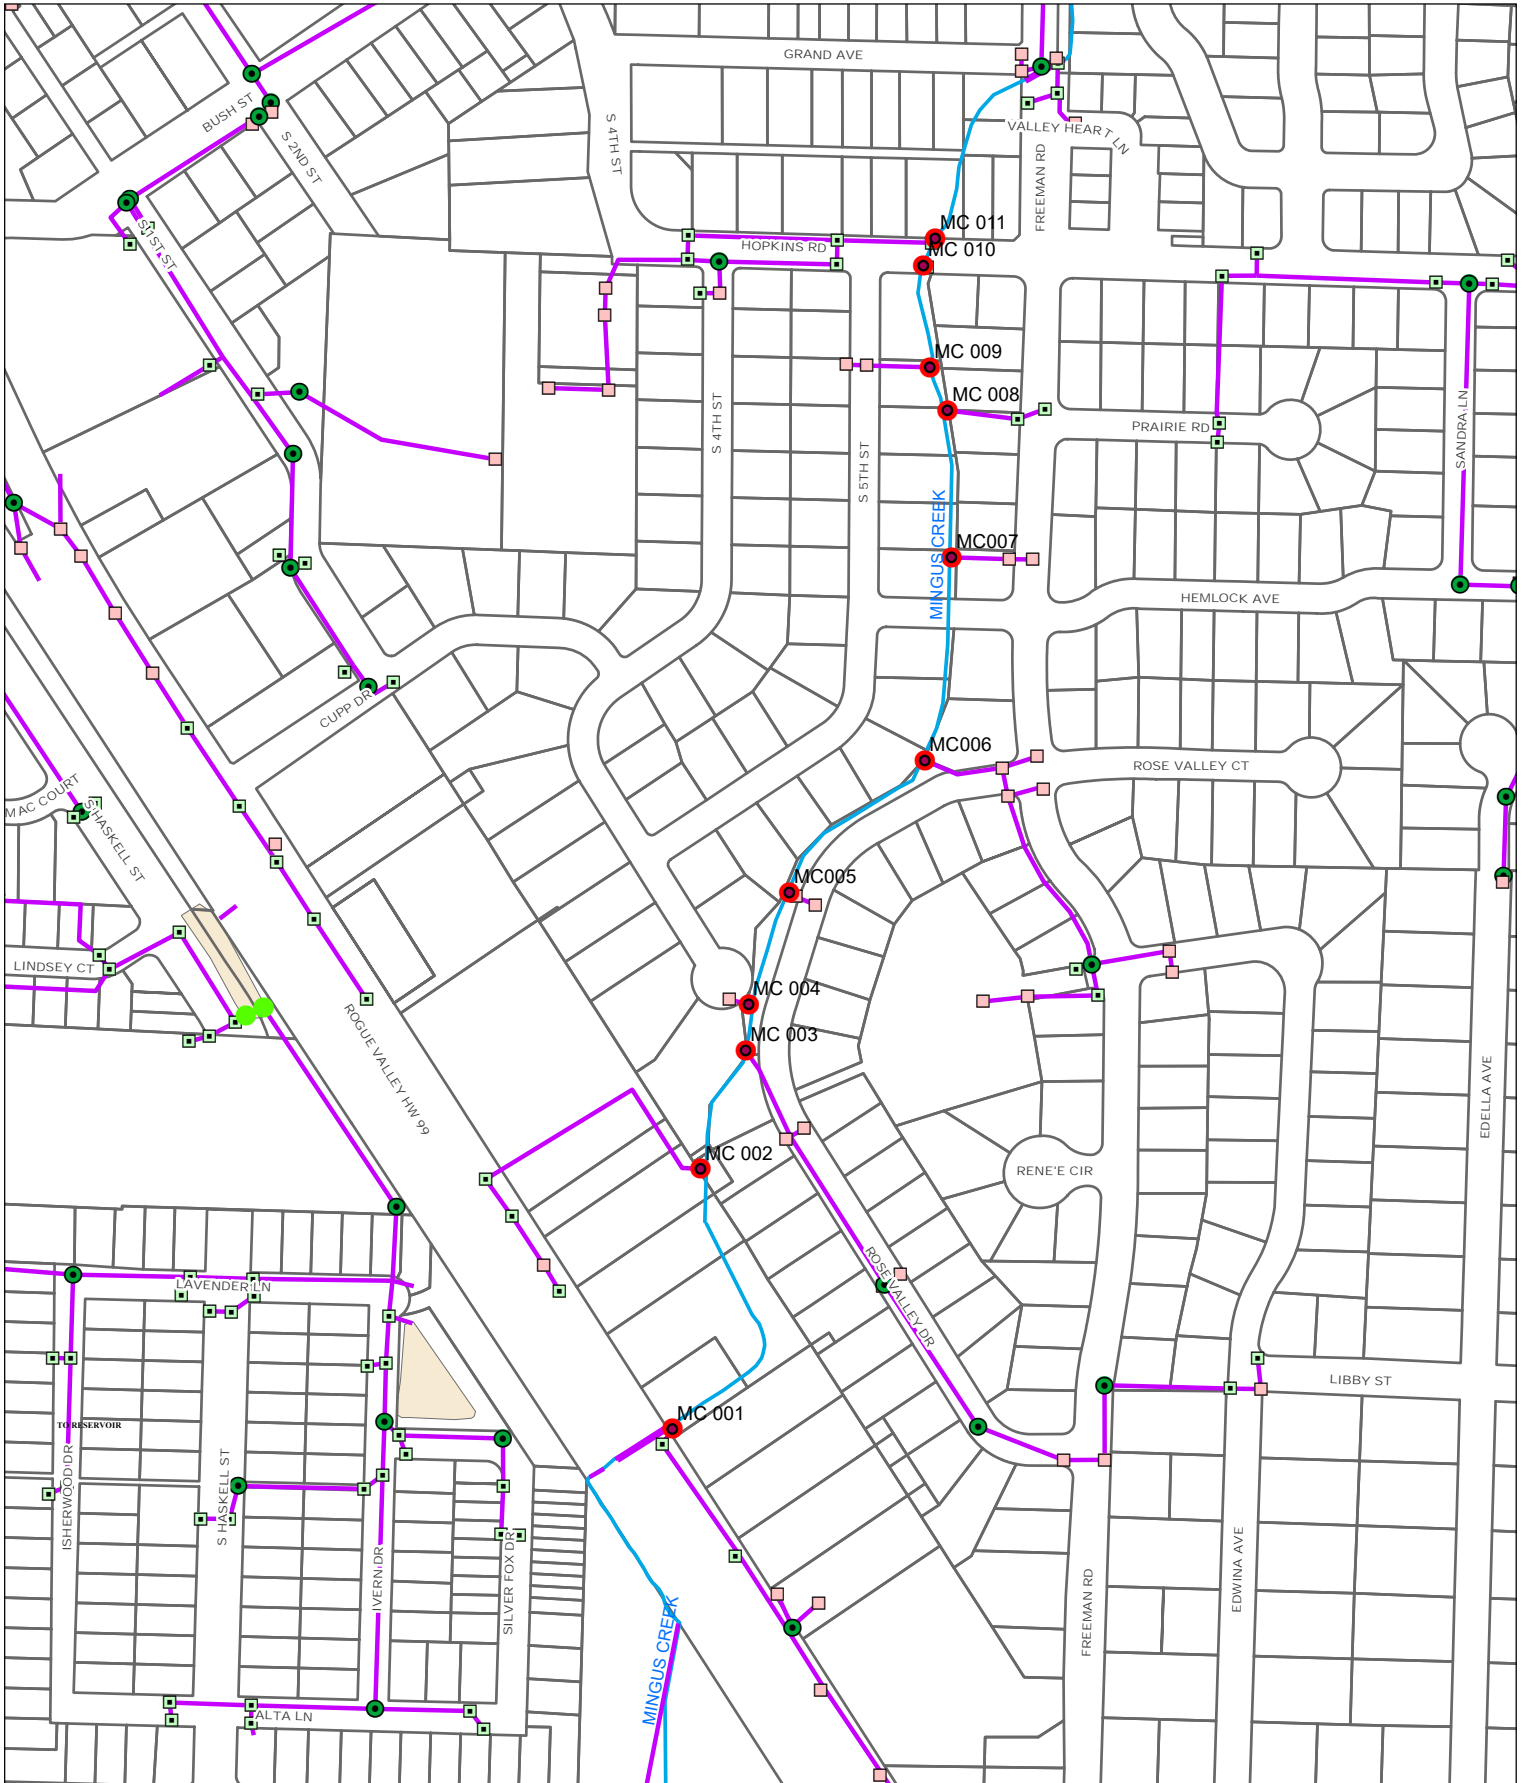 GRAND AVE
BUSH ST
S 2ND ST
S 4TH ST
VALLEY HEART LN
FREEMAN RD
S 1ST ST
MC 011
HOPKINS RD
MC 010
MC 009
MC 008
S 4TH ST
PRAIRIE RD
SANDRA LN
S 5TH ST
MINGUS CREEK
MC007
HEMLOCK AVE
CUPP DR
MC006
ROSE VALLEY CT
MAC COURT
S HASKELL ST
MC005
LINDSEY CT
MC 004
ROGUE VALLEY HW 99
MC 003
EDELLA AVE
MC 002
RENE'E CIR
LAVENDER LN
ROSE VALLEY DR
LIBBY ST
MC 001
TO RESERVOIR
ISHERWOOD DR
S HASKELL ST
IVERN DR
SILVER FOX DR
MINGUS CREEK
FREEMAN RD
EDWINA AVE
ALTA LN